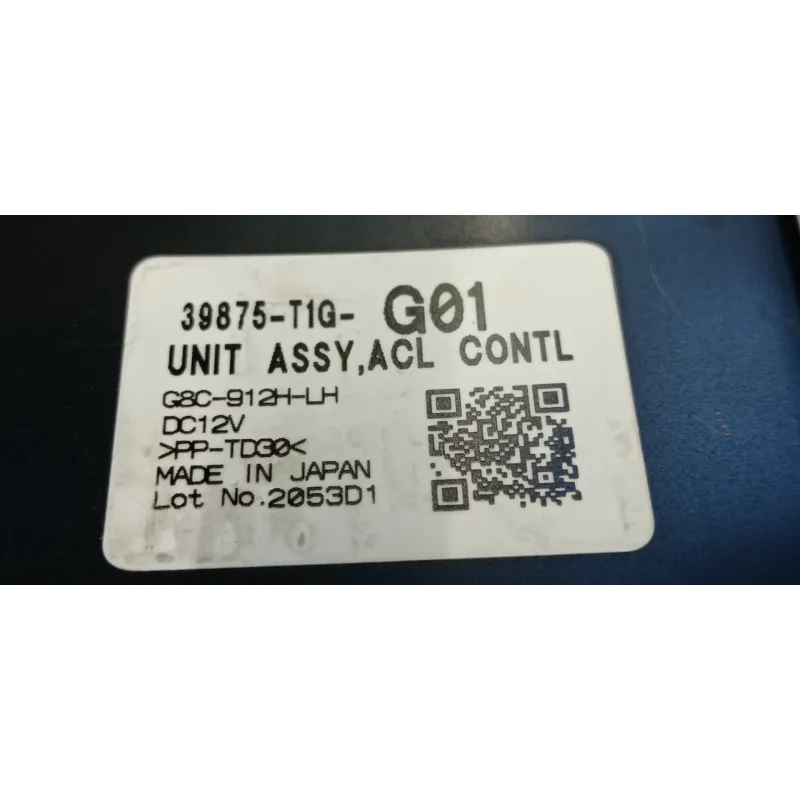 39875-T1G- G01
UNIT ASSY,ACL CONTL
G8C-912H-LH
DC12V
>PP-TD30<
MADE IN JAPAN
Lot No.2053D1